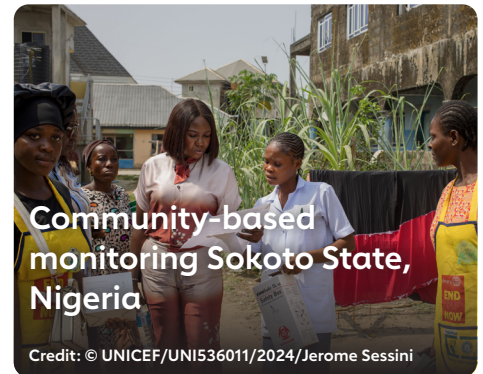 Community-based
monitoring Sokoto State,
Nigeria
Credit: © UNICEF/UNI536011/2024/Jerome Sessini
END
NOW